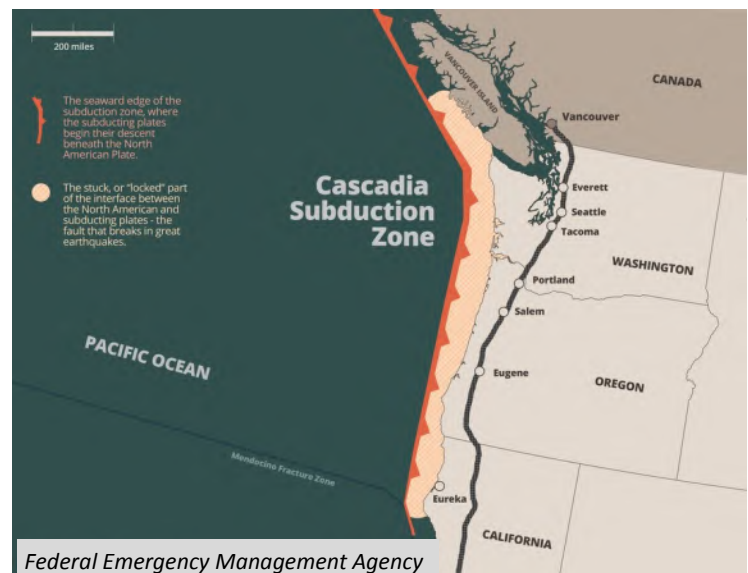 200 miles
The seaward edge of the
subduction zone, where
the subducting plates
begin their descent
beneath the North
American Plate.
The stuck, or “locked” part
of the interface between
the North American and
subducting plates - the
fault that breaks in great
earthquakes.
Cascadia
Subduction
Zone
PACIFIC OCEAN
Mendocino Fracture Zone
VANCOUVER ISLAND
CANADA
Vancouver
Everett
Seattle
Tacoma
WASHINGTON
Portland
Salem
Eugene
OREGON
Eureka
CALIFORNIA
Federal Emergency Management Agency